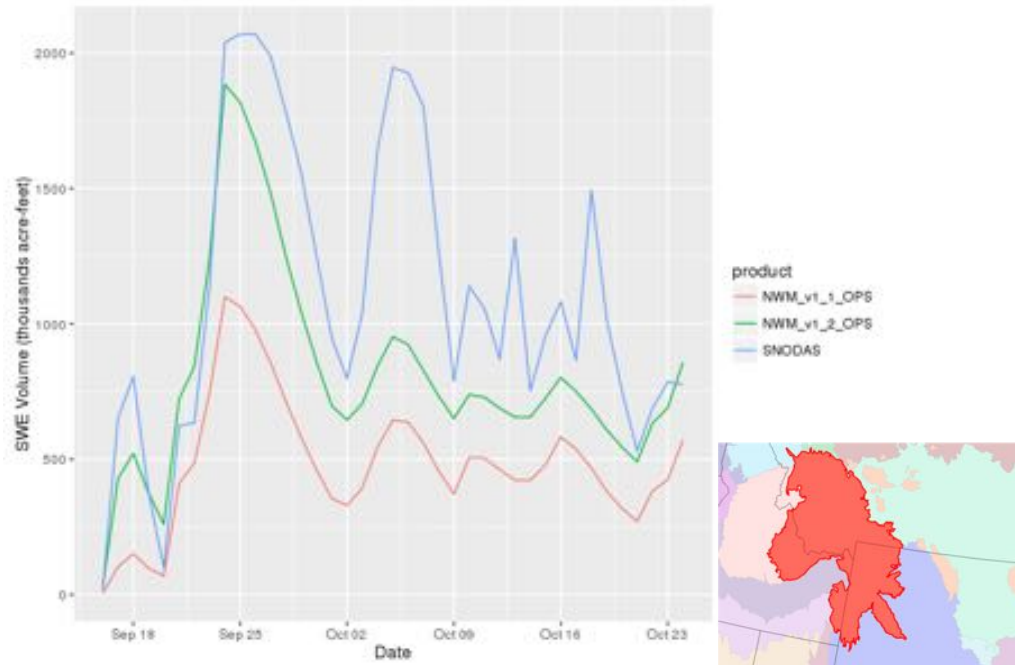 SWE Volume (thousands acre-feet)
2000
1500
1000
500
0
Sep 18
Sep 25
Oct 02
Oct 09
Oct 16
Oct 23
Date
product
NWM_v1_1_OPS
NWM_v1_2_OPS
SNODAS